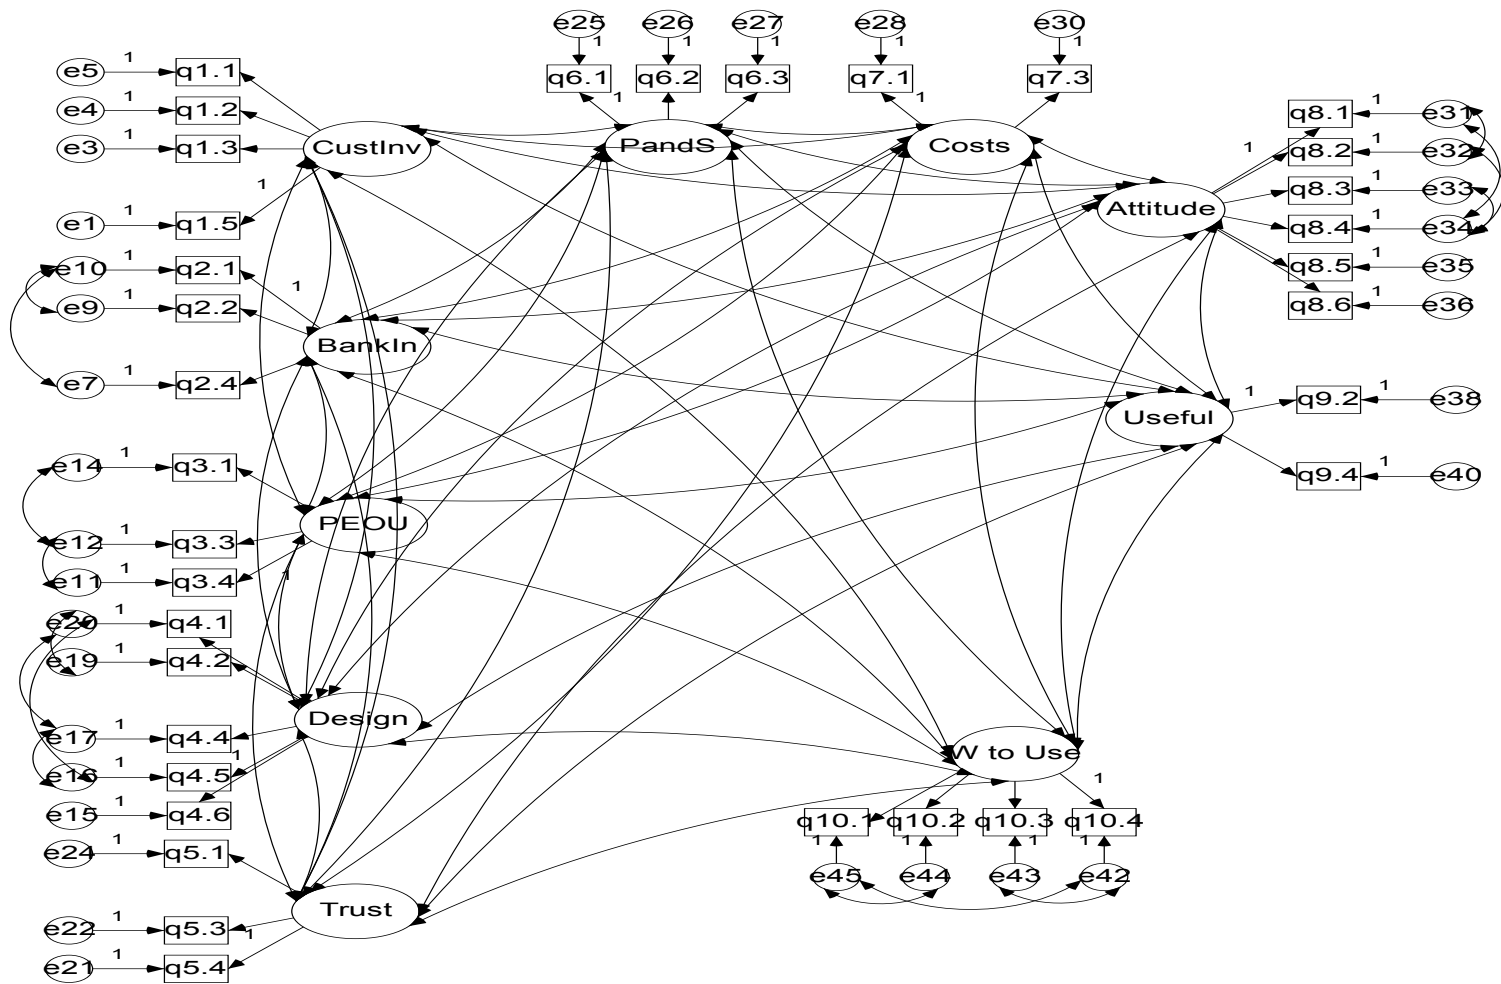 e25 e26 e27 e28 e30
1 1 1 1 1
q6.1 q6.2 q6.3 q7.1 q7.3
1 1
e5 1 q1.1
e4 1 q1.2
e3 1 q1.3
CustInv PandS Costs
1
e1 1 q1.5
q8.1 1 e31
1
q8.2 1 e32
q8.3 1 e33
Attitude
q8.4 1 e34
q8.5 1 e35
q8.6 1 e36
e10 1 q2.1
1
e9 1 q2.2
BankIn
e7 1 q2.4
Useful
1
q9.2 1 e38
q9.4 1 e40
e14 1 q3.1
PEOU
e12 1 q3.3
e11 1 q3.4
1
e20 1 q4.1
e19 1 q4.2
Design
e17 1 q4.4
1
e16 1 q4.5
e15 1 q4.6
W to Use
1
q10.1 q10.2 q10.3 q10.4
1 1 1 1
e45 e44 e43 e42
e24 1 q5.1
Trust
e22 1 q5.3
1
e21 1 q5.4